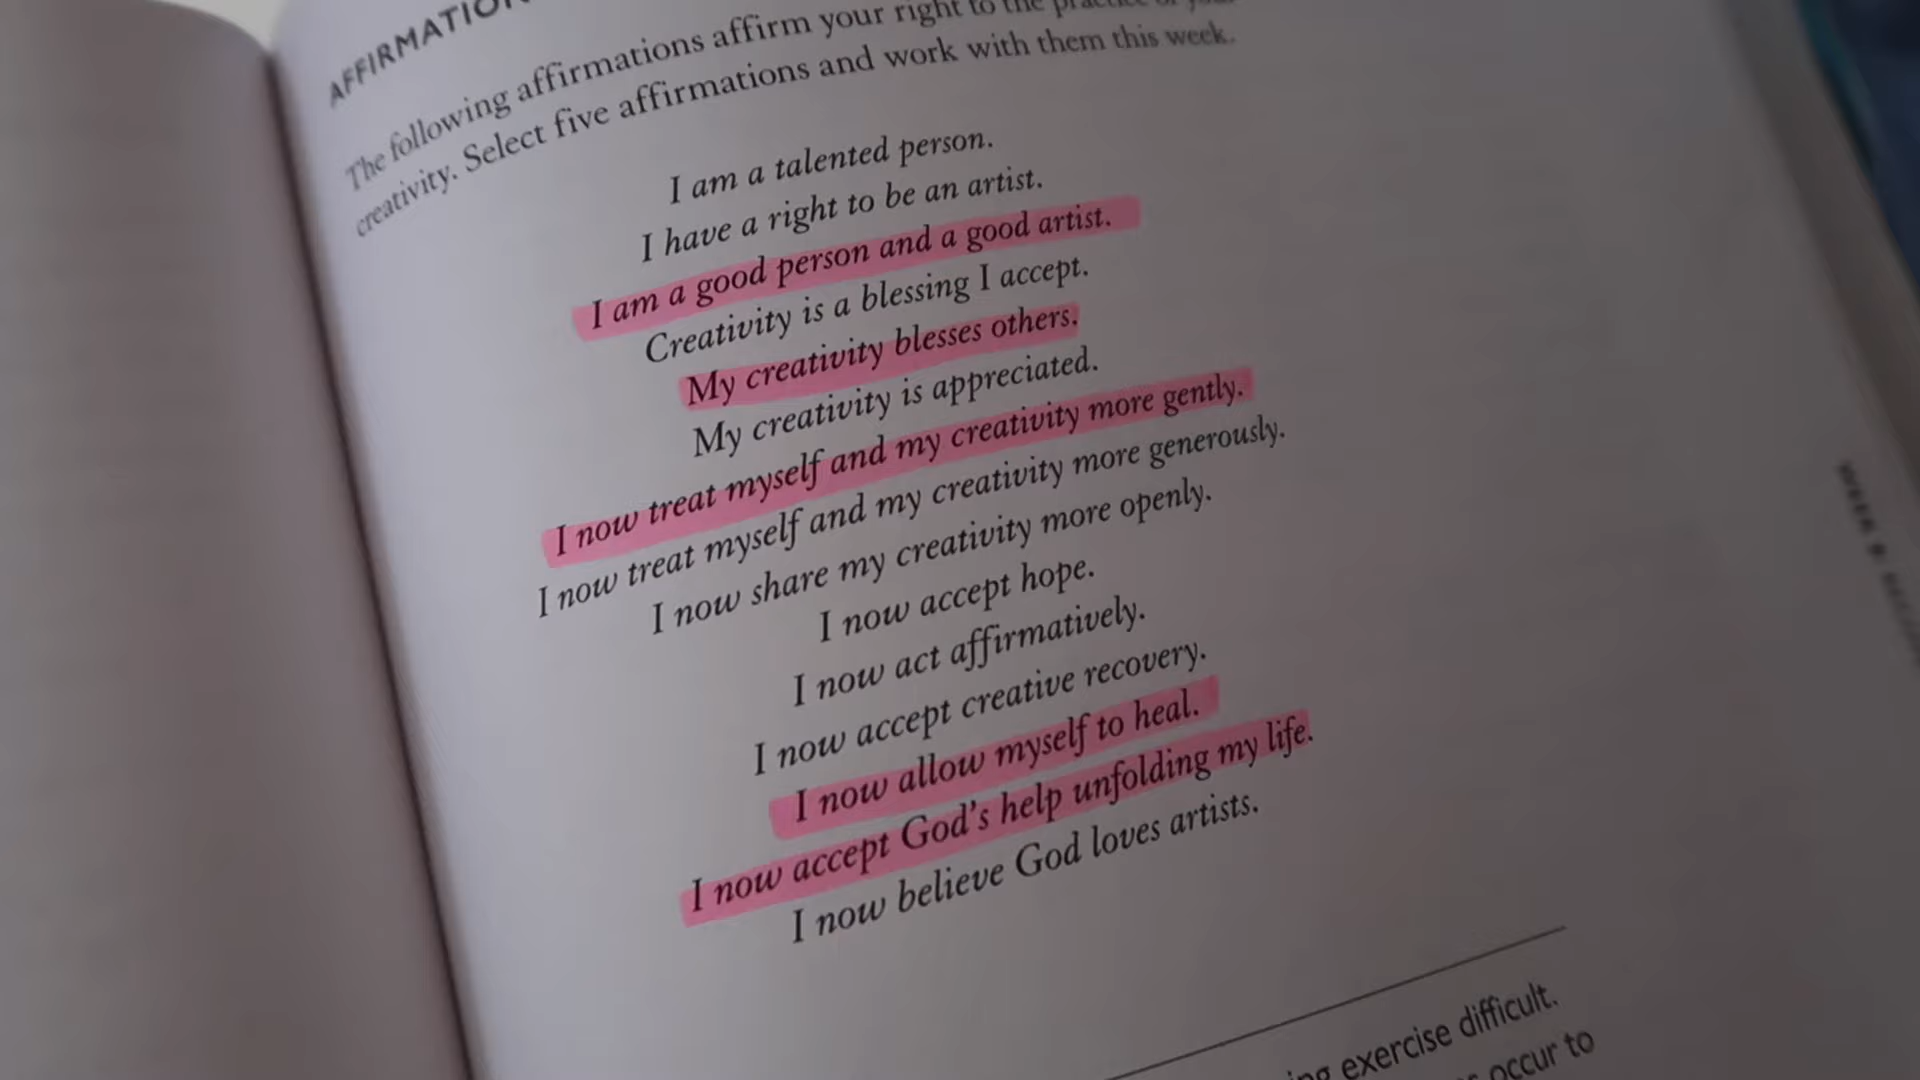 AFFIRMATION
The following affirmations affirm your right to the practice of your
creativity. Select five affirmations and work with them this week.
I am a talented person.
I have a right to be an artist.
I am a good person and a good artist.
Creativity is a blessing I accept.
My creativity blesses others.
My creativity is appreciated.
I now treat myself and my creativity more gently.
I now treat myself and my creativity more generously.
I now share my creativity more openly.
I now accept hope.
I now act affirmatively.
I now accept creative recovery.
I now allow myself to heal.
I now accept God's help unfolding my life.
I now believe God loves artists.
exercise difficult.
occur to
WEEK